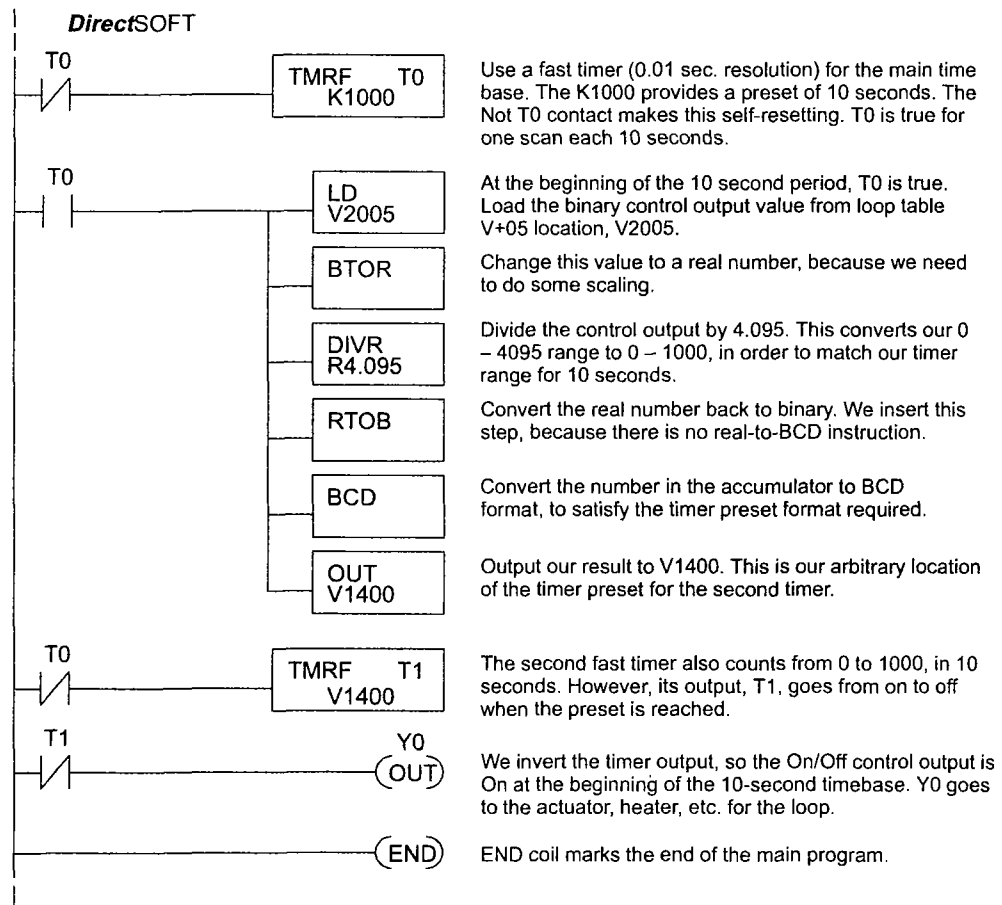 DirectSOFT
T0
TMRF T0
K1000
Use a fast timer (0.01 sec. resolution) for the main time
base. The K1000 provides a preset of 10 seconds. The
Not T0 contact makes this self-resetting. T0 is true for
one scan each 10 seconds.
T0
LD
V2005
At the beginning of the 10 second period, T0 is true.
Load the binary control output value from loop table
V+05 location, V2005.
BTOR
Change this value to a real number, because we need
to do some scaling.
DIVR
R4.095
Divide the control output by 4.095. This converts our 0
– 4095 range to 0 – 1000, in order to match our timer
range for 10 seconds.
RTOB
Convert the real number back to binary. We insert this
step, because there is no real-to-BCD instruction.
BCD
Convert the number in the accumulator to BCD
format, to satisfy the timer preset format required.
OUT
V1400
Output our result to V1400. This is our arbitrary location
of the timer preset for the second timer.
T0
TMRF T1
V1400
The second fast timer also counts from 0 to 1000, in 10
seconds. However, its output, T1, goes from on to off
when the preset is reached.
T1
Y0
OUT
We invert the timer output, so the On/Off control output is
On at the beginning of the 10-second timebase. Y0 goes
to the actuator, heater, etc. for the loop.
END
END coil marks the end of the main program.